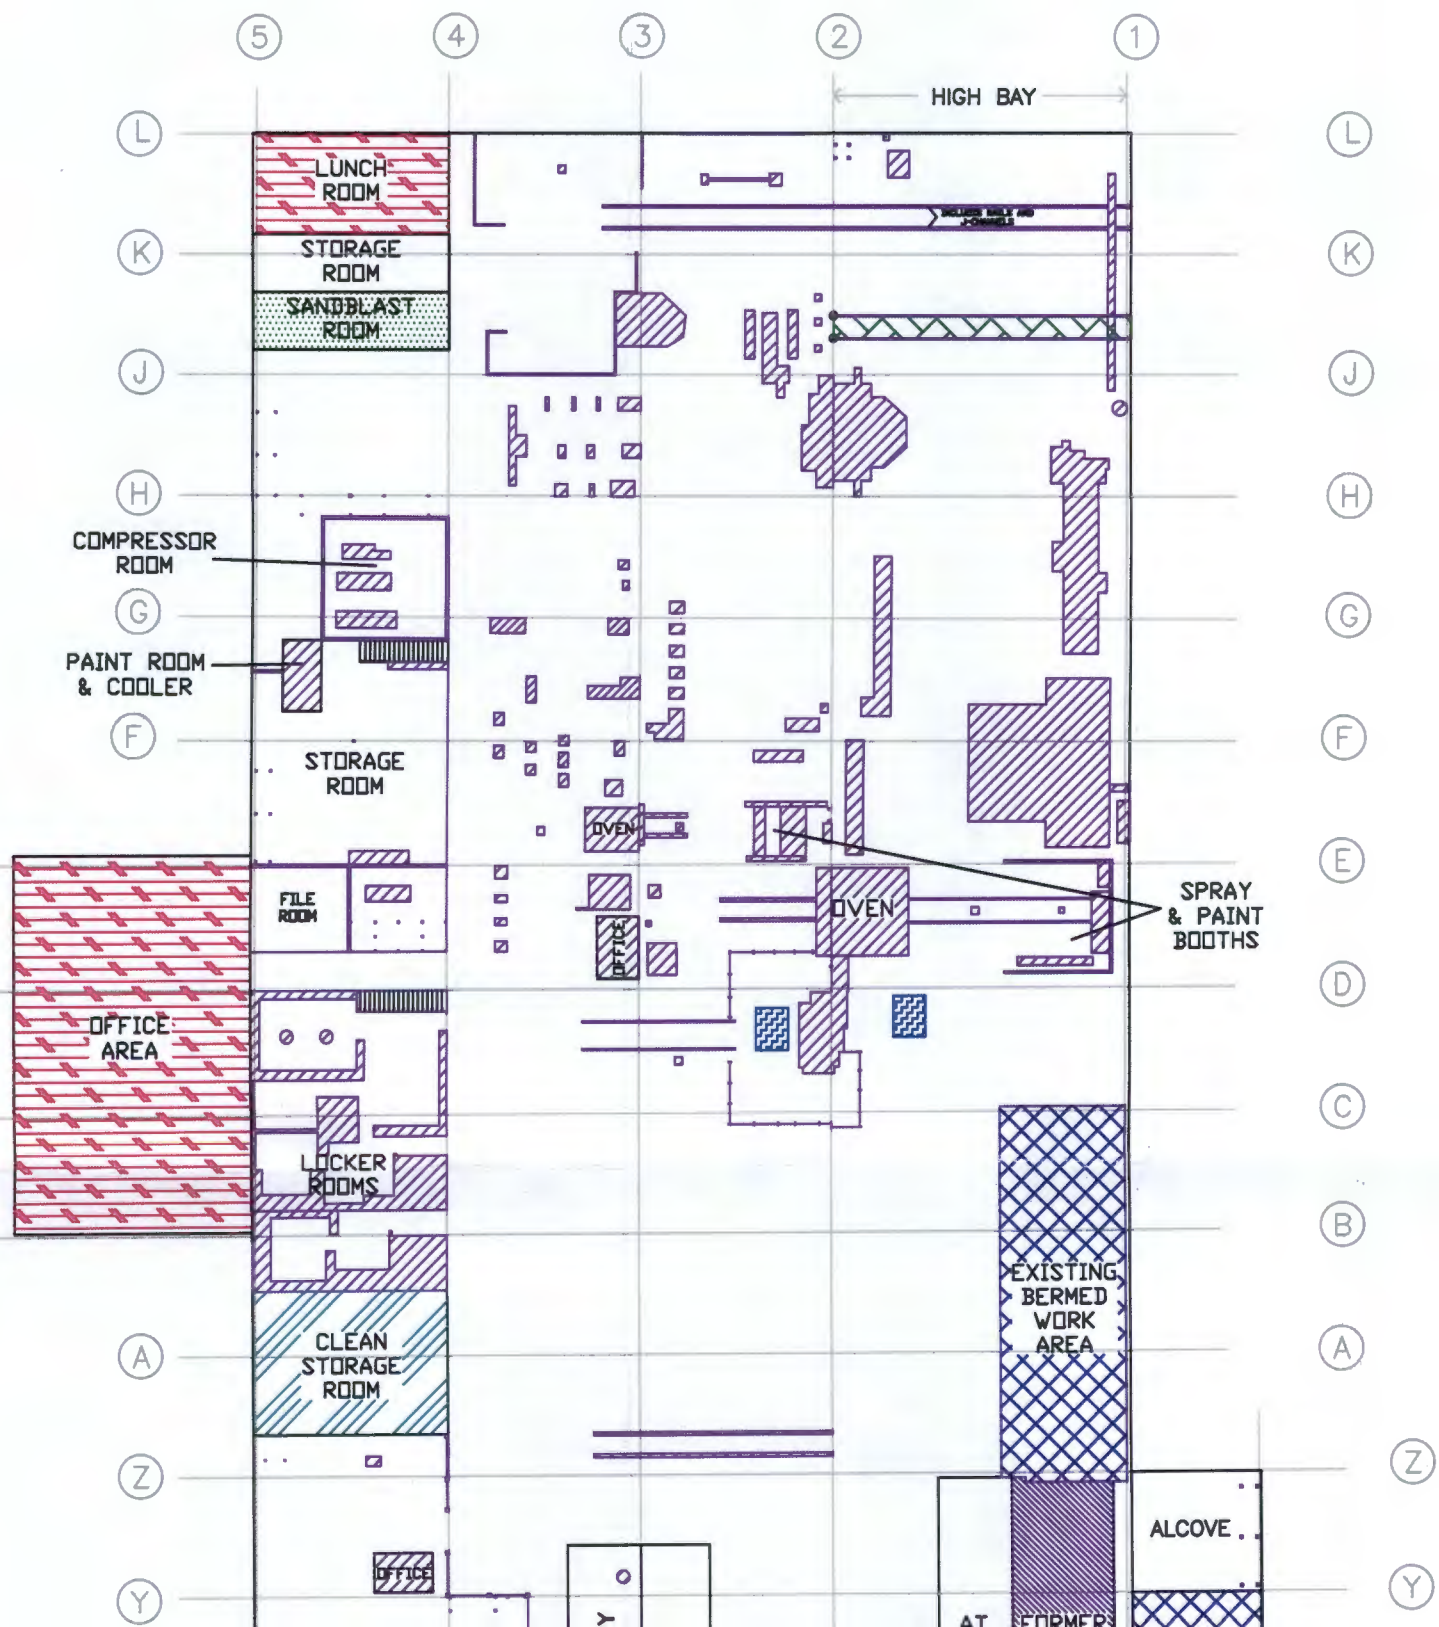 5 4 3 2 1
HIGH BAY
L L
LUNCH
ROOM
K K
STORAGE
ROOM
SANDBLAST
ROOM
J J
H H
COMPRESSOR
ROOM
G G
PAINT ROOM
& COOLER
F F
STORAGE
ROOM
OVEN
E
SPRAY
& PAINT
BOOTHS
FILE
ROOM
OVEN
OFFICE
D
OFFICE
AREA
C
LOCKER
ROOMS
B
EXISTING
BERMED
WORK
AREA
A A
CLEAN
STORAGE
ROOM
Z Z
ALCOVE
OFFICE
Y Y
Y
AT FORMER